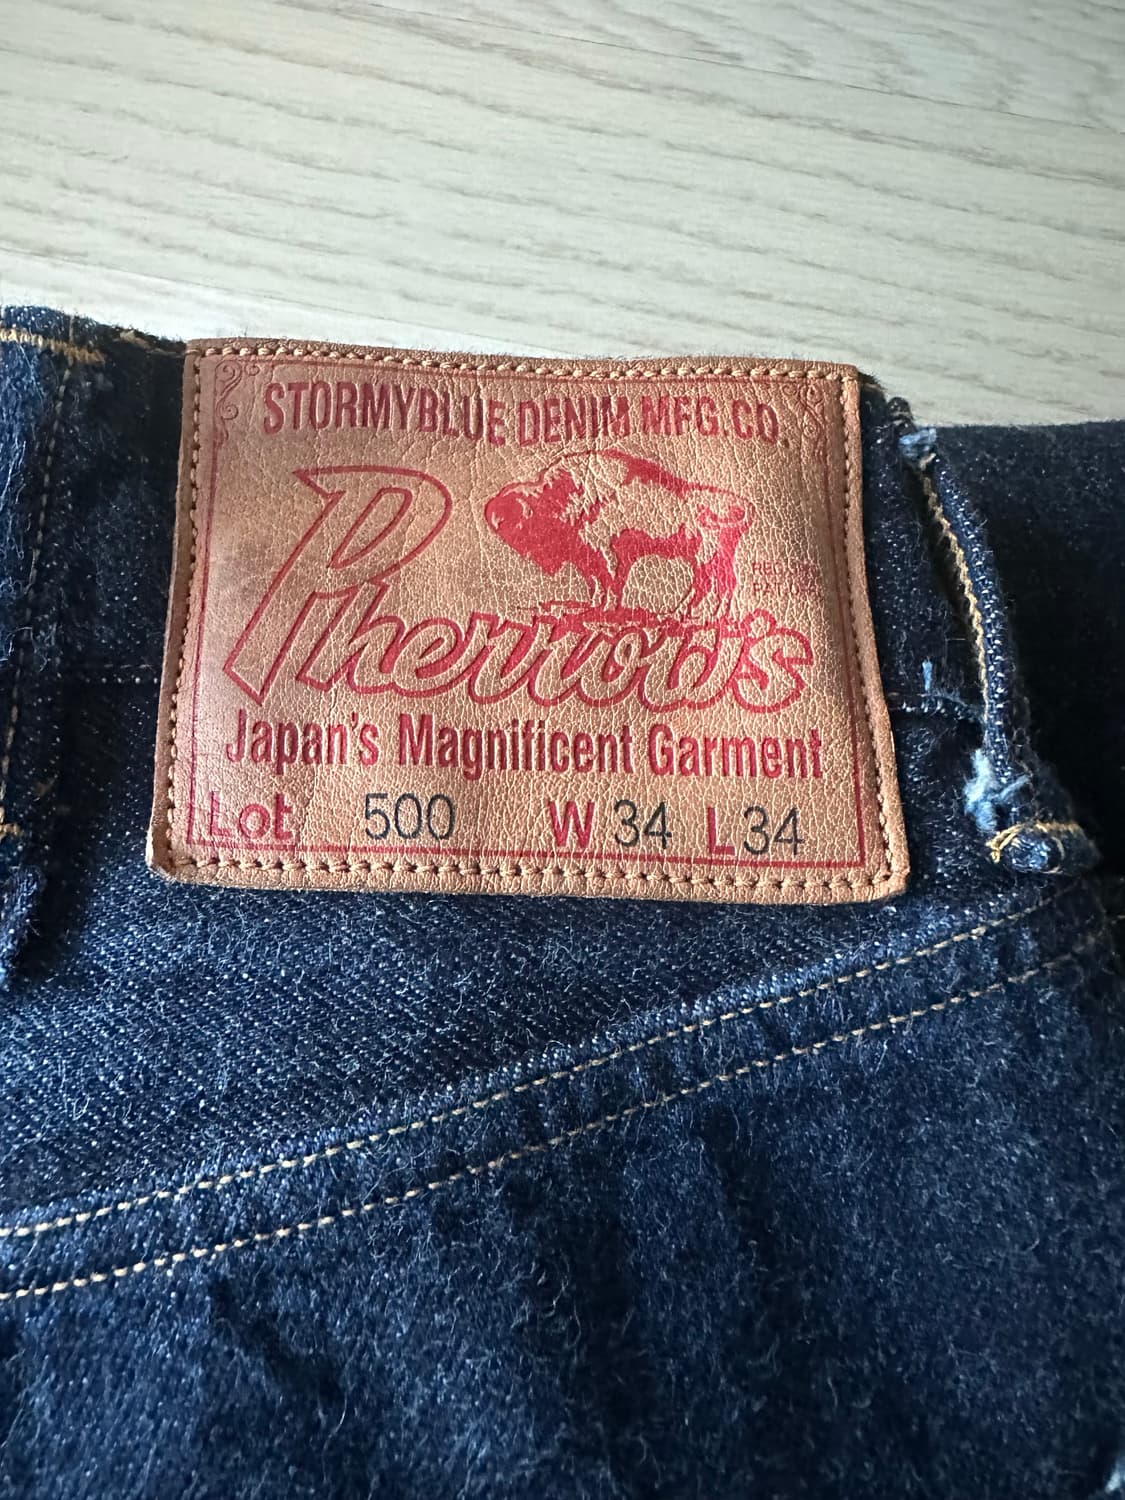 STORMYBLUE DENIM MFG.CO.
Pherrow's
Japan's Magnificent Garment
Lot 500 W 34 L 34